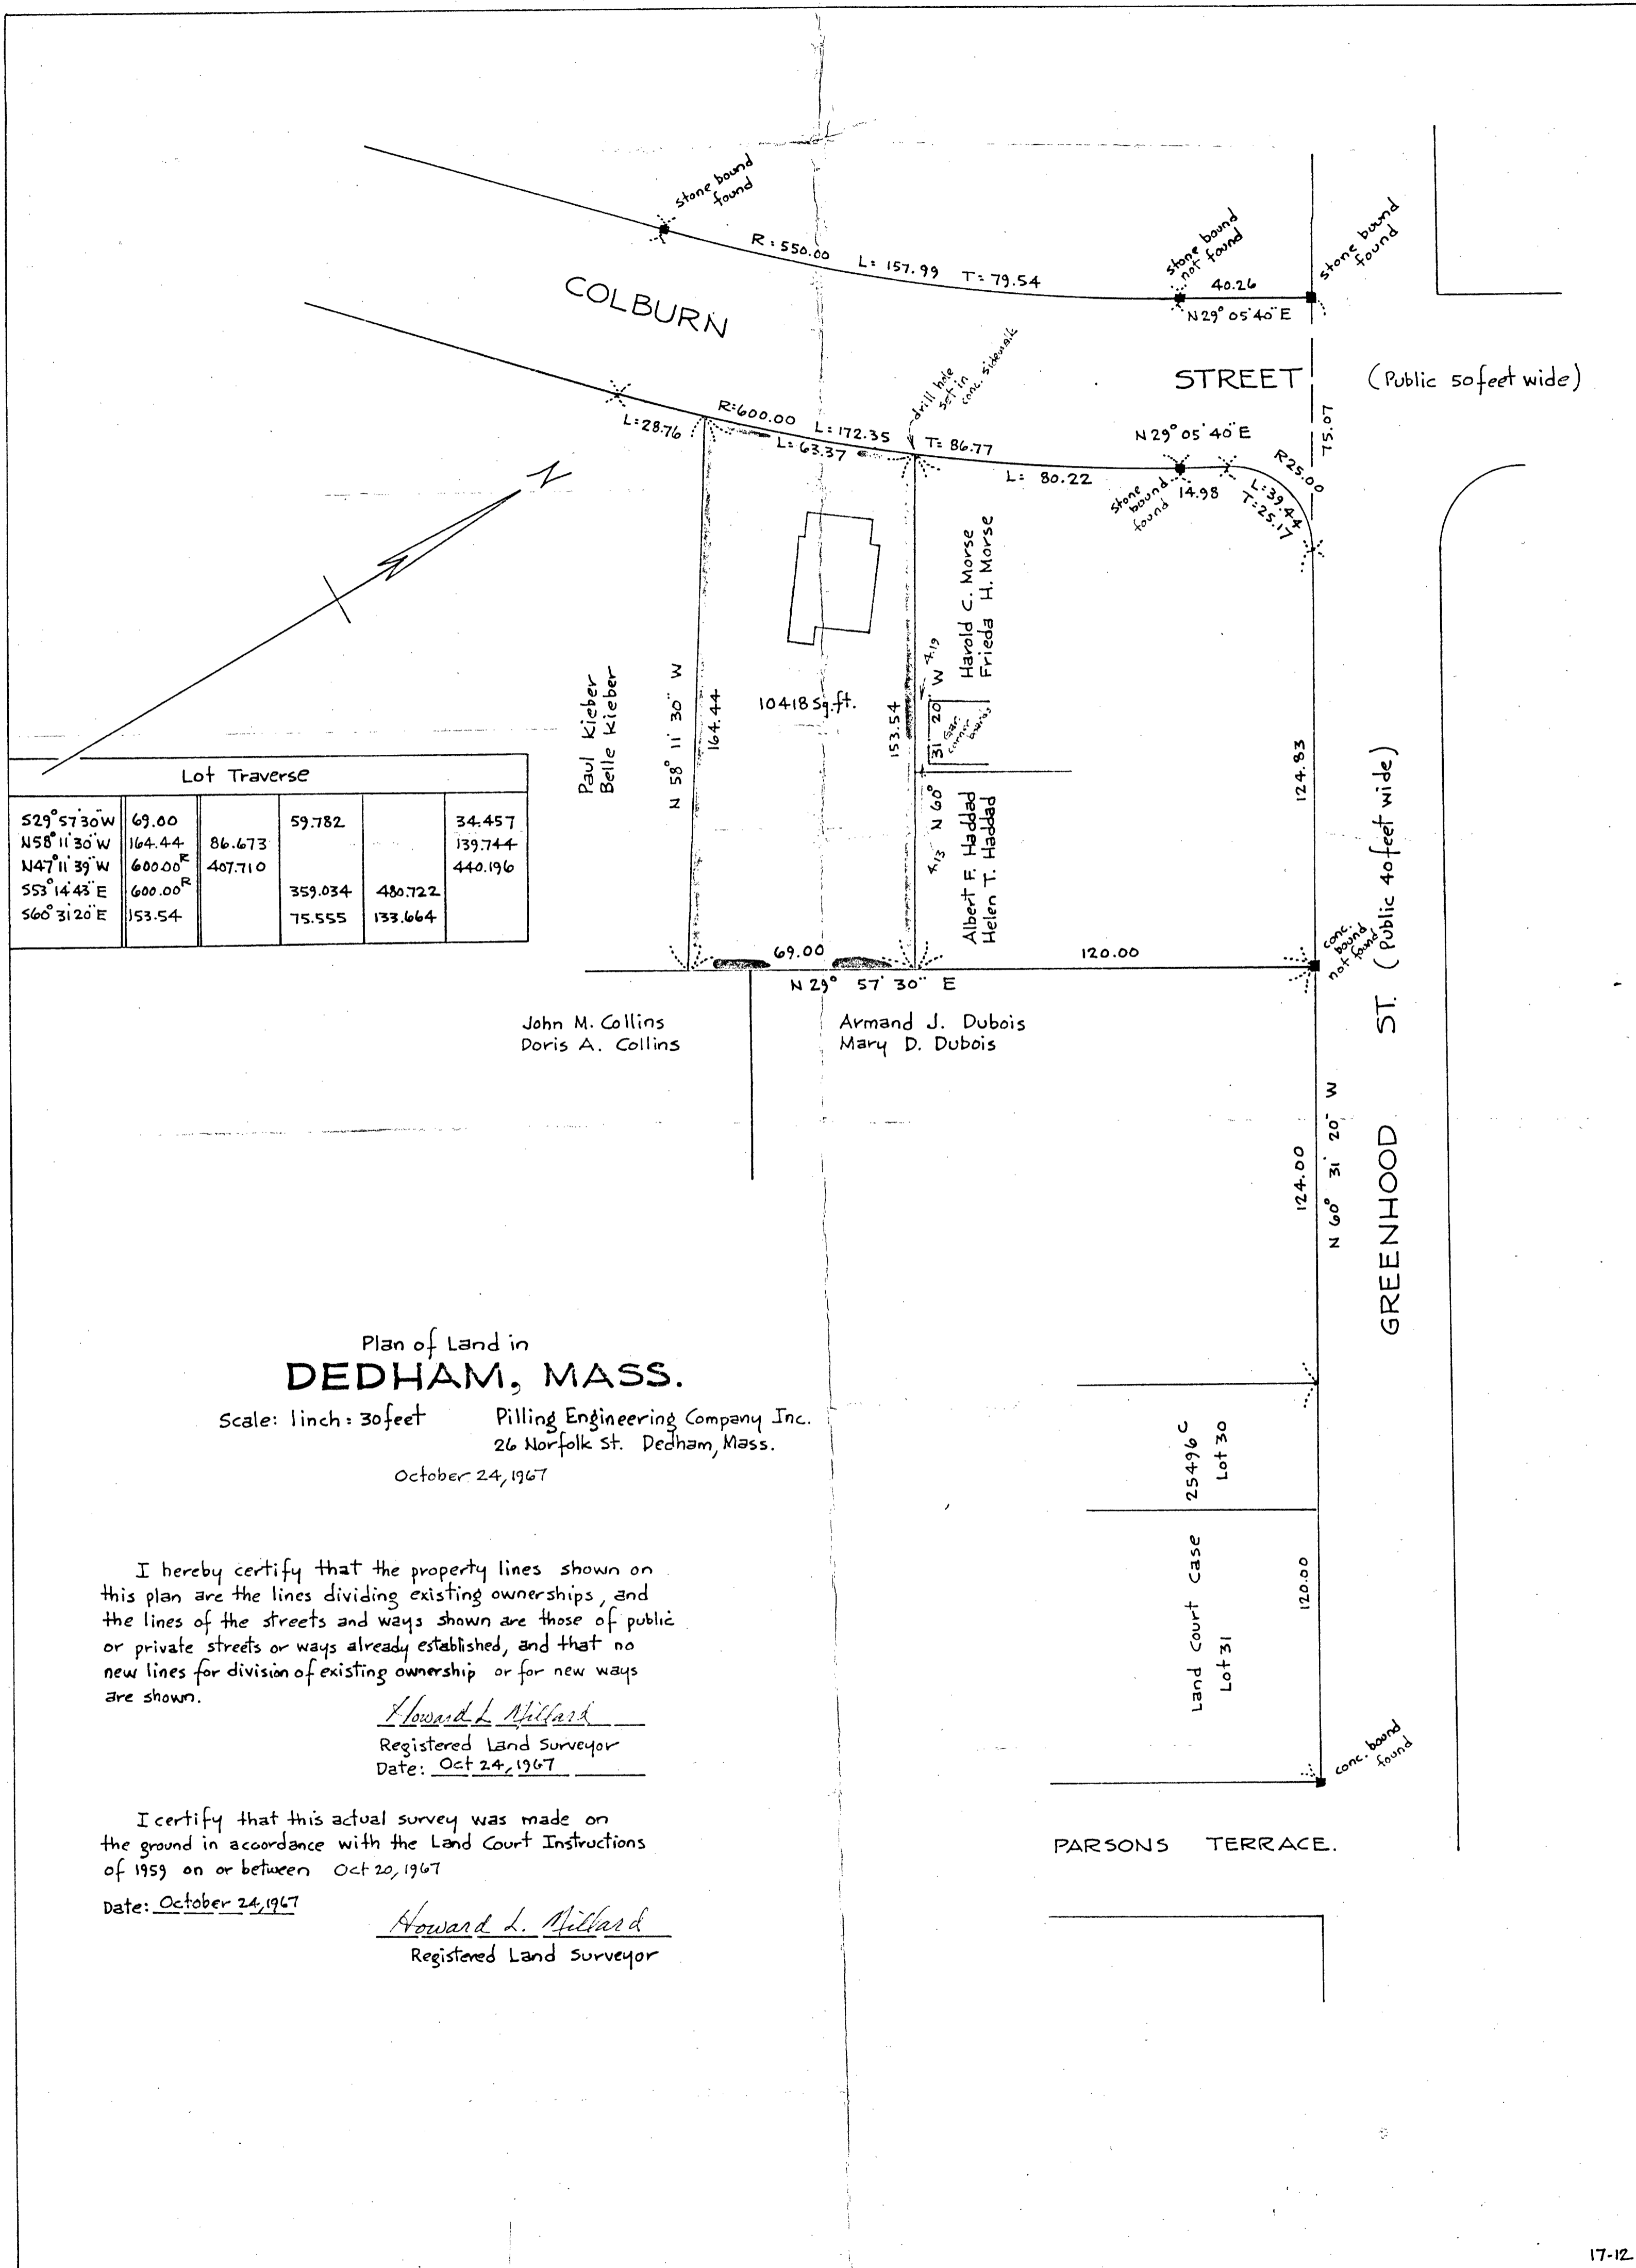 stone bound
found
R=550.00 L=157.99 T=79.54
stone bound
not found
40.26
N29° 05' 40" E
stone bound
found
COLBURN
STREET
(Public 50 feet wide)
drill hole
set in
conc. sidewalk
L=28.76
R=600.00 L=172.35 T=86.77
L=63.37
L= 80.22
N29° 05' 40" E
stone
bound
found
14.98
R25.00
L=39.44
T=25.17
75.07
N
Paul Kieber
Belle Kieber
N 58° 11' 30" W
164.44
10418 Sq.ft.
153.54
N 60° 31' 20" W
4.19
4.13
Harold C. Morse
Frieda H. Morse
Albert F. Haddad
Helen T. Haddad
124.83
GREENHOOD ST. (Public 40 feet wide)
Lot Traverse
S29°57'30"W 69.00 59.782 34.457
N58°11'30"W 164.44 86.673 139.744
N47°11'39"W 600.00R 407.710 440.196
S53°14'43"E 600.00R 359.034 480.722
S60°31'20"E 153.54 75.555 133.664
69.00
N 29° 57' 30" E
120.00
conc.
bound
not found
John M. Collins
Doris A. Collins
Armand J. Dubois
Mary D. Dubois
124.00
N 60° 31' 20" W
Plan of Land in
DEDHAM, MASS.
Scale: 1inch = 30 feet
Pilling Engineering Company Inc.
26 Norfolk St. Dedham, Mass.
October 24, 1967
Land Court Case 25496C
Lot 31
Lot 30
120.00
conc. bound
found
PARSONS TERRACE.
I hereby certify that the property lines shown on
this plan are the lines dividing existing ownerships, and
the lines of the streets and ways shown are those of public
or private streets or ways already established, and that no
new lines for division of existing ownership or for new ways
are shown.
Howard L Millard
Registered Land Surveyor
Date: Oct 24, 1967
I certify that this actual survey was made on
the ground in accordance with the Land Court Instructions
of 1959 on or between Oct 20, 1967
Date: October 24, 1967
Howard L. Millard
Registered Land Surveyor
17-12